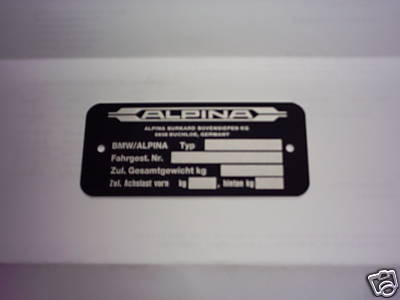 ALPINA
ALPINA BURKARD BOVENSIEPEN KG
8938 BUCHLOE, GERMANY
BMW/ALPINA Typ
Fahrgest. Nr.
Zul. Gesamtgewicht kg
Zul. Achslast vorn kg , hinten kg